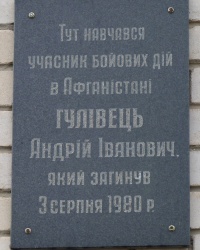 Тут навчався
учасник бойових дій
в Афганістані
ГУЛІВЕЦЬ
Андрій Іванович,
який загинув
3 серпня 1980 р.